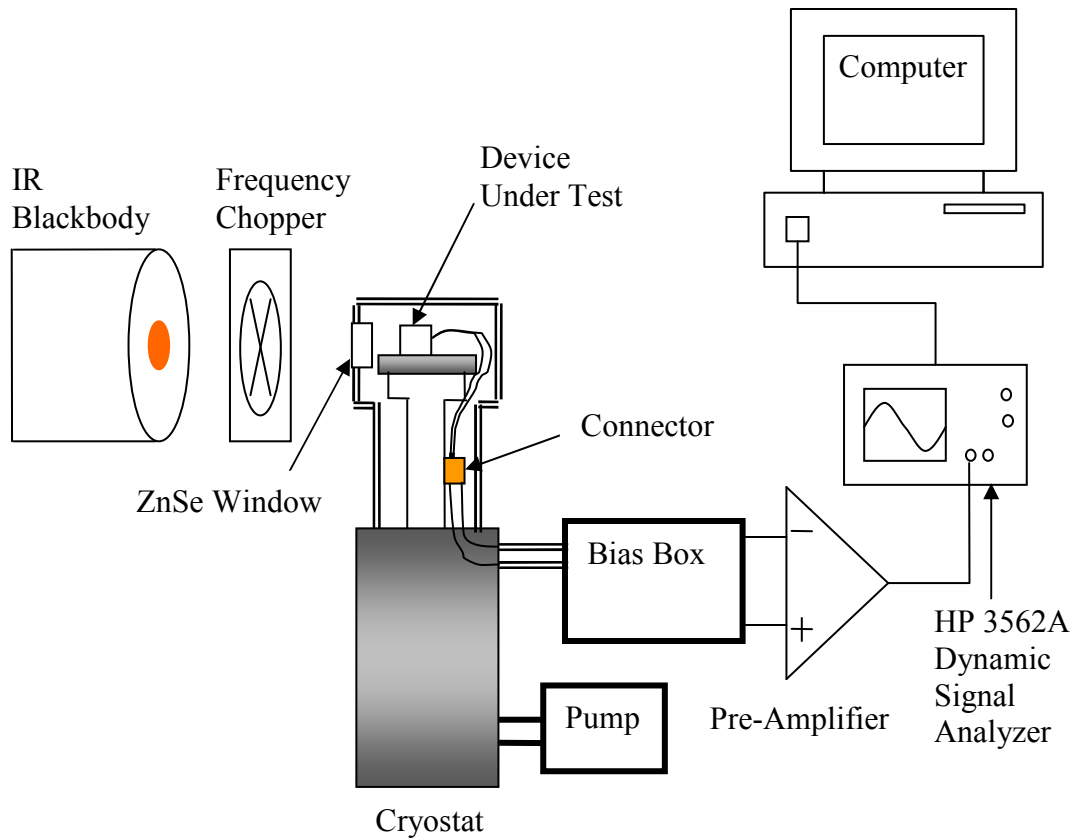 Computer
Device
Under Test
IR
Blackbody
Frequency
Chopper
Connector
ZnSe Window
Bias Box
−
+
HP 3562A
Dynamic
Signal
Analyzer
Pre-Amplifier
Pump
Cryostat